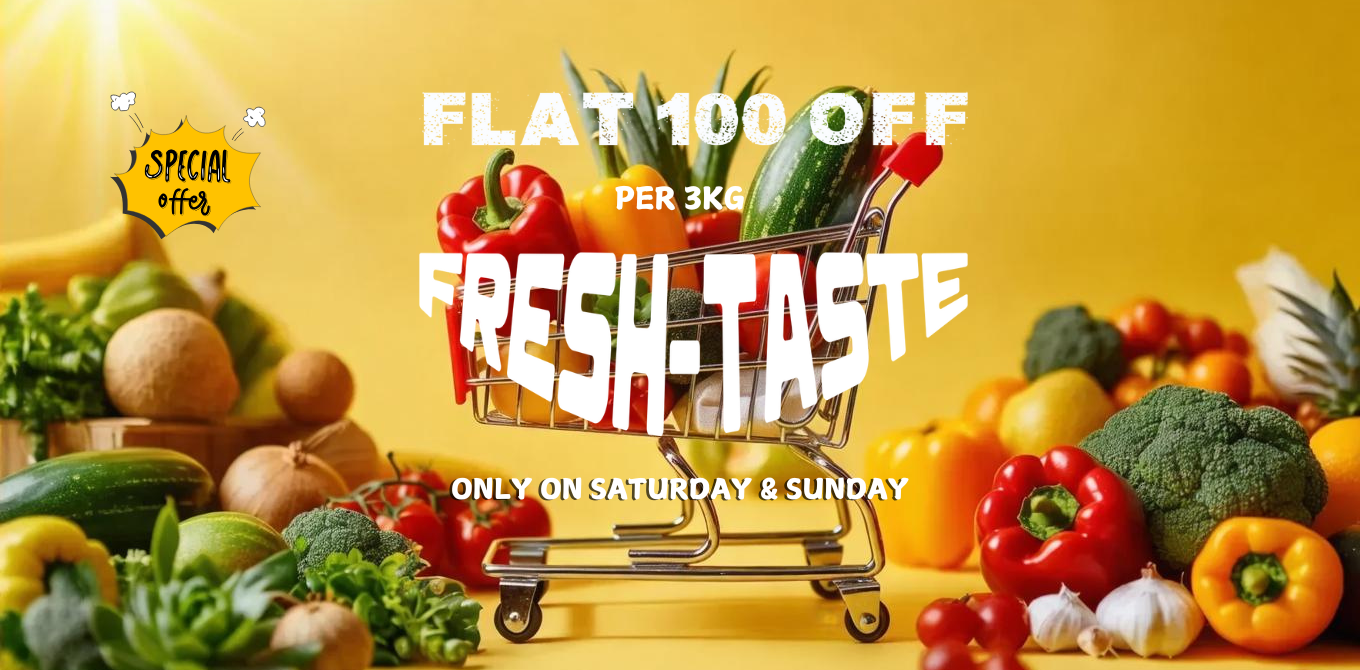 FLAT 100 OFF
SPECIAL
offer
PER 3KG
FRESH-TASTE
ONLY ON SATURDAY & SUNDAY